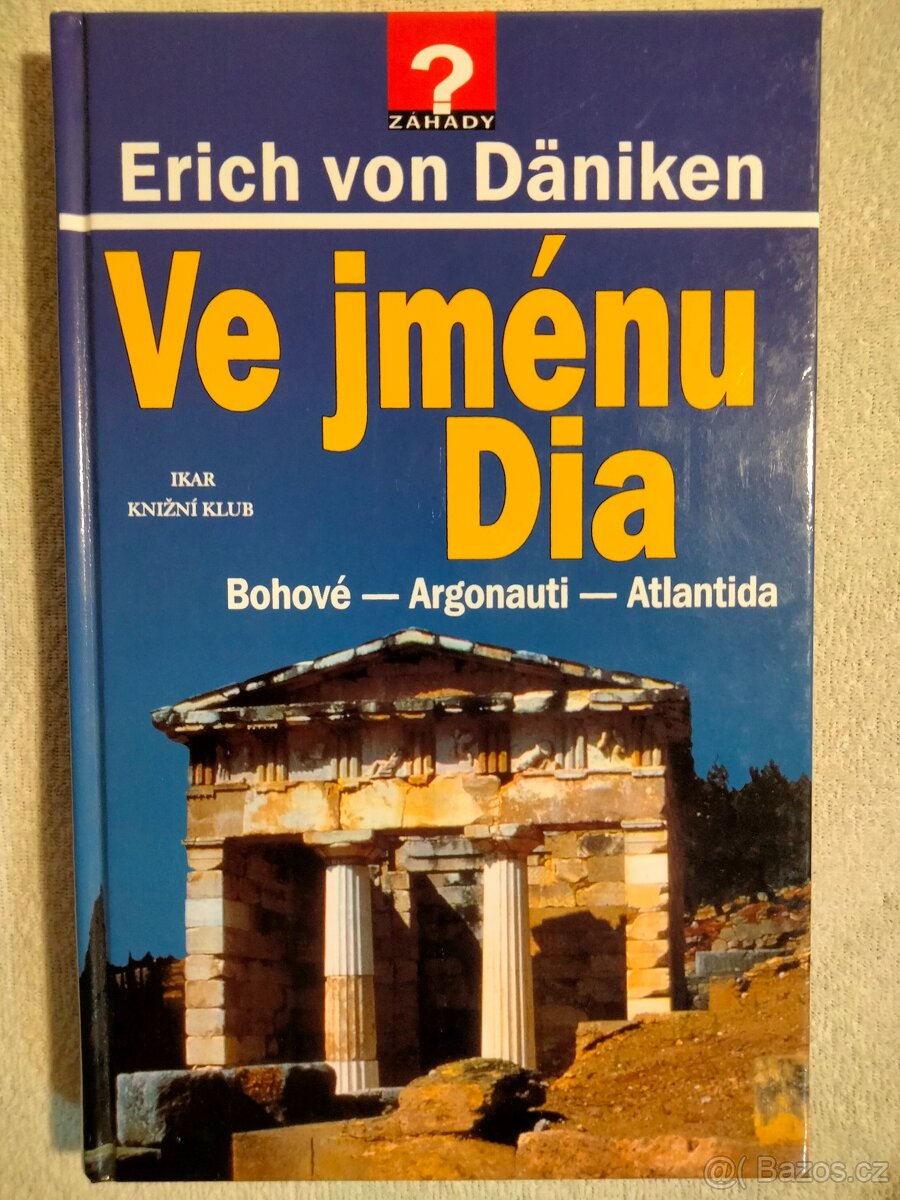 ?
ZÁHADY
Erich von Däniken
Ve jménu
Dia
IKAR
KNIŽNÍ KLUB
Bohové — Argonauti — Atlantida
@( Bazos.cz